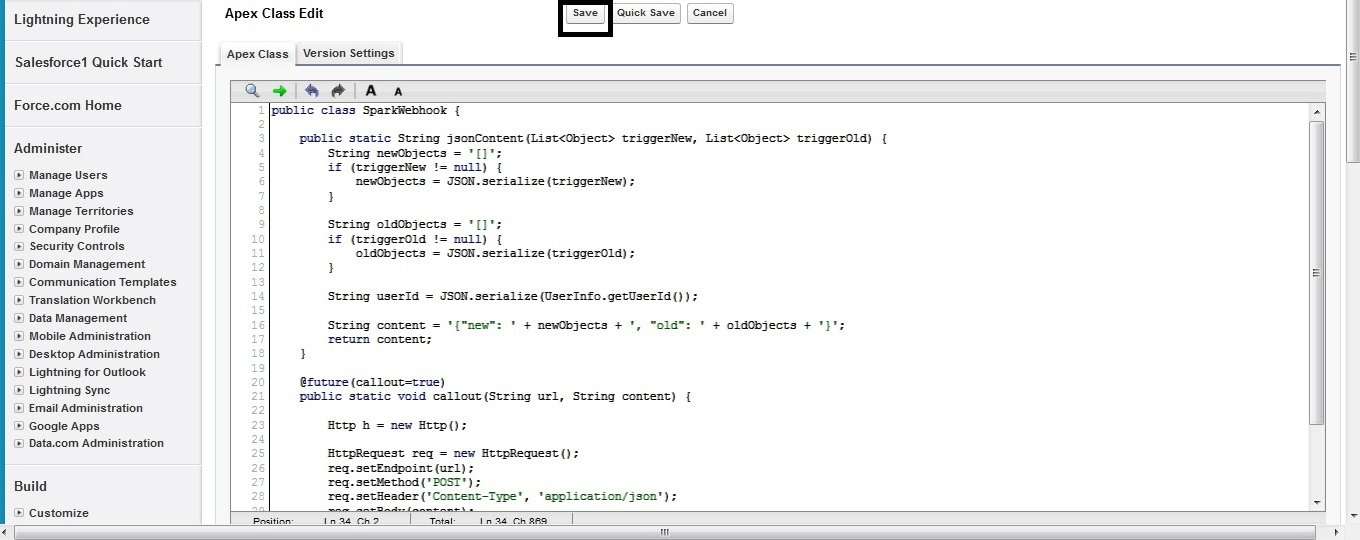 Lightning Experience
Salesforce1 Quick Start
Force.com Home
Administer
Manage Users
Manage Apps
Manage Territories
Company Profile
Security Controls
Domain Management
Communication Templates
Translation Workbench
Data Management
Mobile Administration
Desktop Administration
Lightning for Outlook
Lightning Sync
Email Administration
Google Apps
Data.com Administration
Build
Customize
Apex Class Edit
Save Quick Save Cancel
Apex Class Version Settings
A A
1 public class SparkWebhook {
2
3 public static String jsonContent(List<Object> triggerNew, List<Object> triggerOld) {
4 String newObjects = '[]';
5 if (triggerNew != null) {
6 newObjects = JSON.serialize(triggerNew);
7 }
8
9 String oldObjects = '[]';
10 if (triggerOld != null) {
11 oldObjects = JSON.serialize(triggerOld);
12 }
13
14 String userId = JSON.serialize(UserInfo.getUserId());
15
16 String content = '{"new": ' + newObjects + ', "old": ' + oldObjects + '}';
17 return content;
18 }
19
20 @future(callout=true)
21 public static void callout(String url, String content) {
22
23 Http h = new Http();
24
25 HttpRequest req = new HttpRequest();
26 req.setEndpoint(url);
27 req.setMethod('POST');
28 req.setHeader('Content-Type', 'application/json');
29 req.setBody(content);
Position: Ln 34, Ch 2 Total: Ln 34, Ch 869